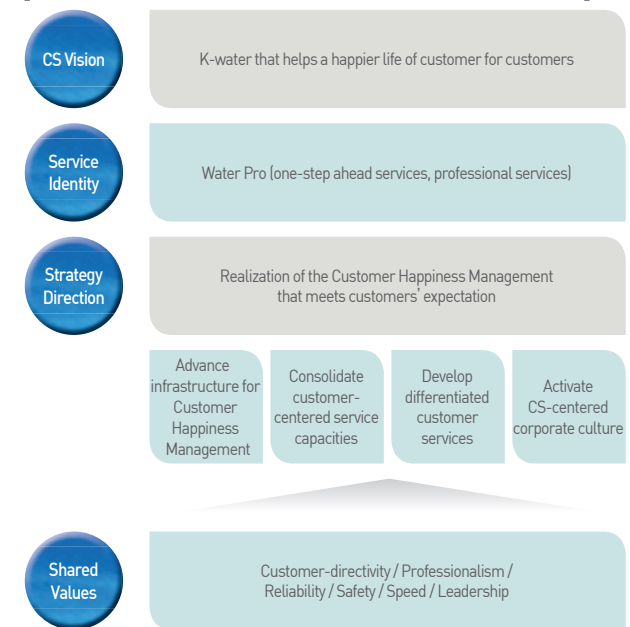 CS Vision
K-water that helps a happier life of customer for customers
Service
Identity
Water Pro (one-step ahead services, professional services)
Strategy
Direction
Realization of the Customer Happiness Management
that meets customers' expectation
Advance
infrastructure for
Customer
Happiness
Management
Consolidate
customer-
centered service
capacities
Develop
differentiated
customer
services
Activate
CS-centered
corporate culture
Shared
Values
Customer-directivity / Professionalism /
Reliability / Safety / Speed / Leadership